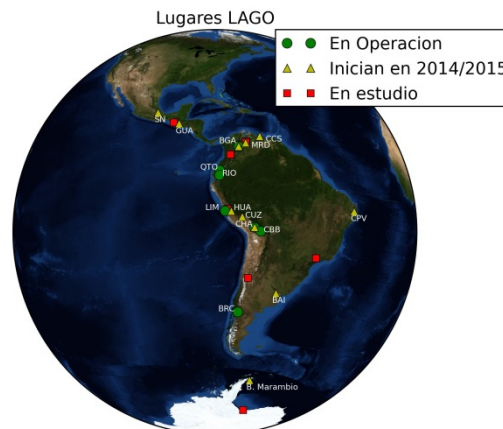 Lugares LAGO
En Operacion
Inician en 2014/2015
En estudio
SN
GUA
BGA
CCS
MRD
QTO
RIO
LIM
HUA
CUZ
CHA
CBB
CPV
BAI
BRC
B. Marambio